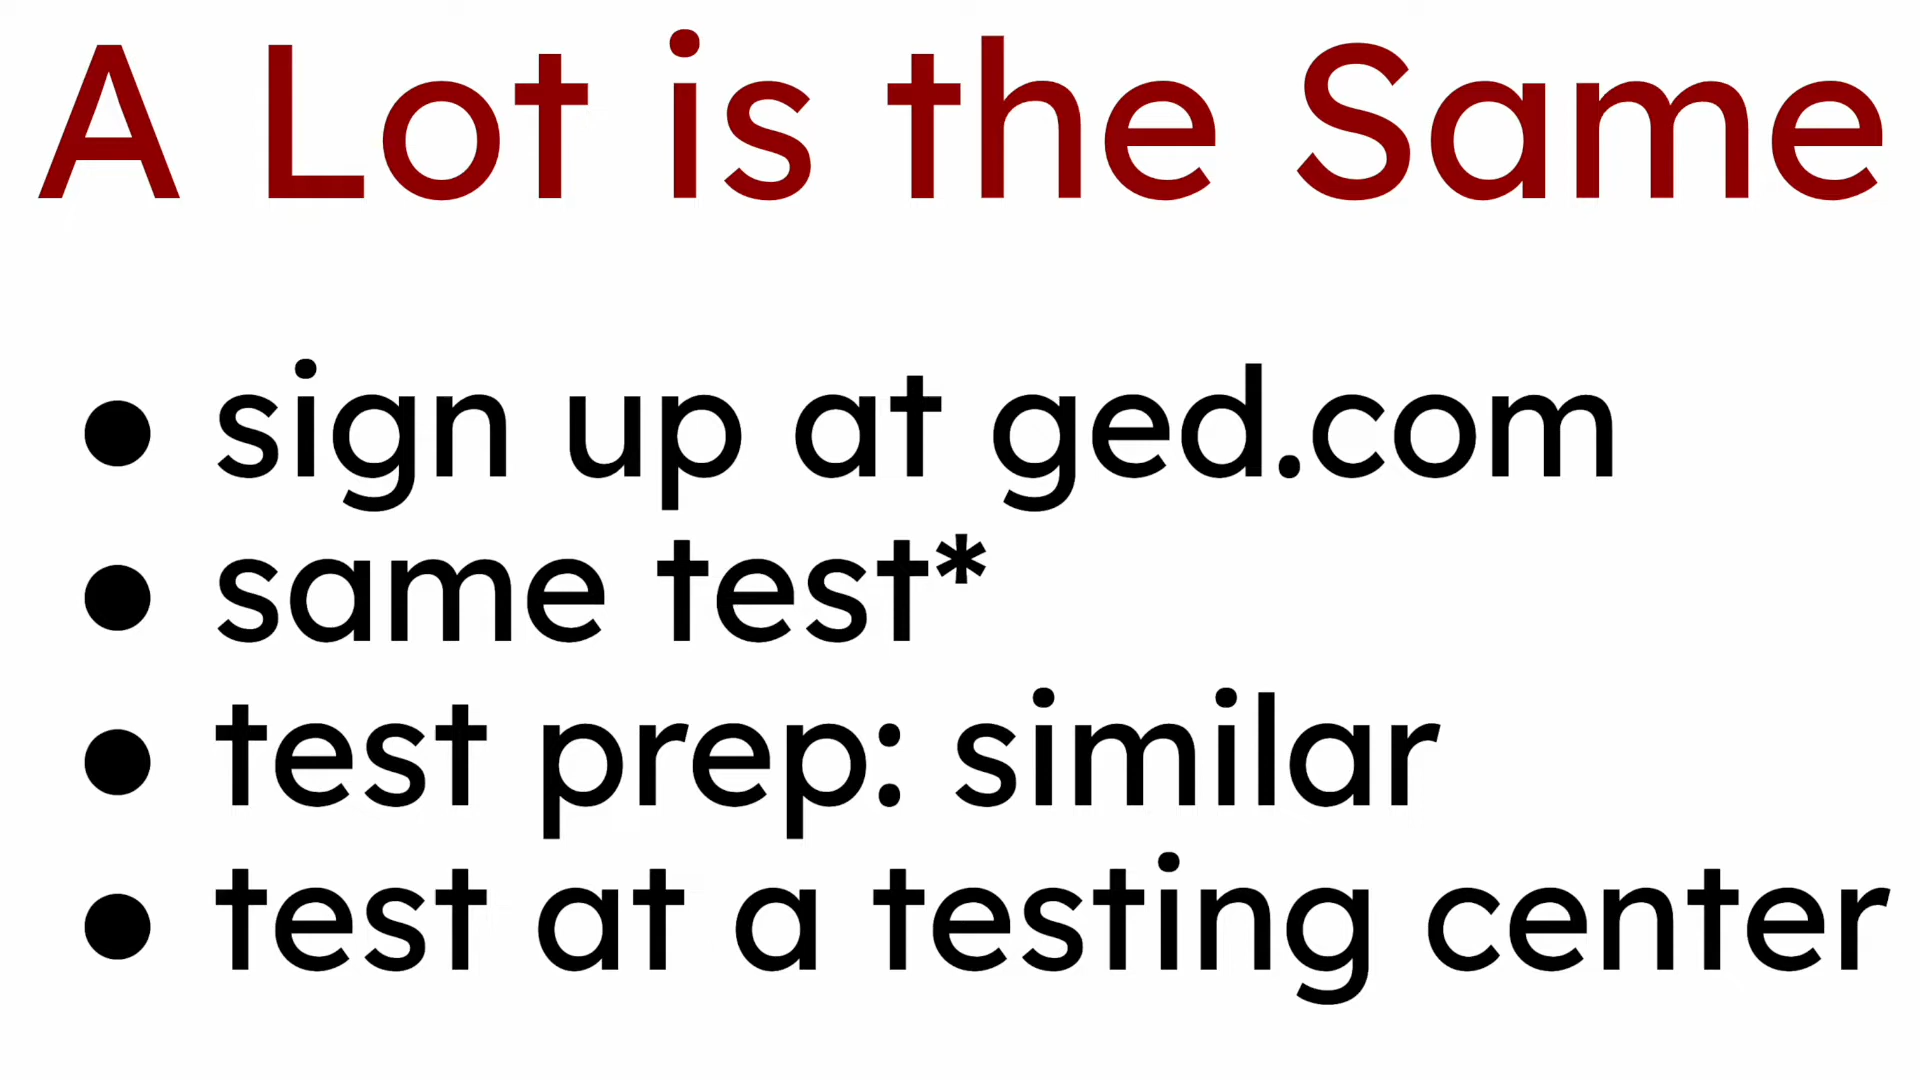 A Lot is the Same
● sign up at ged.com
● same test*
● test prep: similar
● test at a testing center